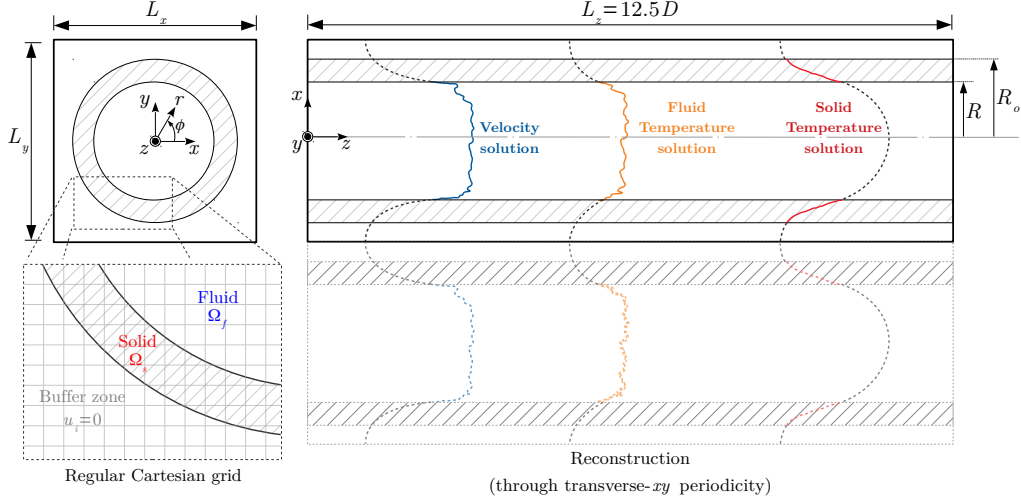 L_x
L_z = 12.5D
L_y
y
r
ϕ
z
x
x
y
z
Velocity
solution
Fluid
Temperature
solution
Solid
Temperature
solution
R
R_o
Fluid
Ω_f
Solid
Ω_s
Buffer zone
u_i=0
Regular Cartesian grid
Reconstruction
(through transverse-xy periodicity)